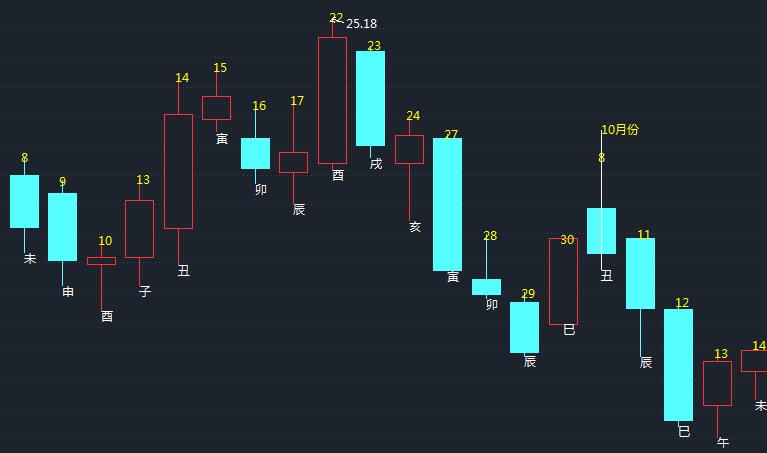 22
25.18
23
15
14
17
16
24
10月份
27
寅
8
8
戌
酉
9
13
卯
辰
亥
28
11
10
30
未
丑
寅
丑
申
子
29
12
卯
酉
巳
14
13
辰
辰
未
巳
午